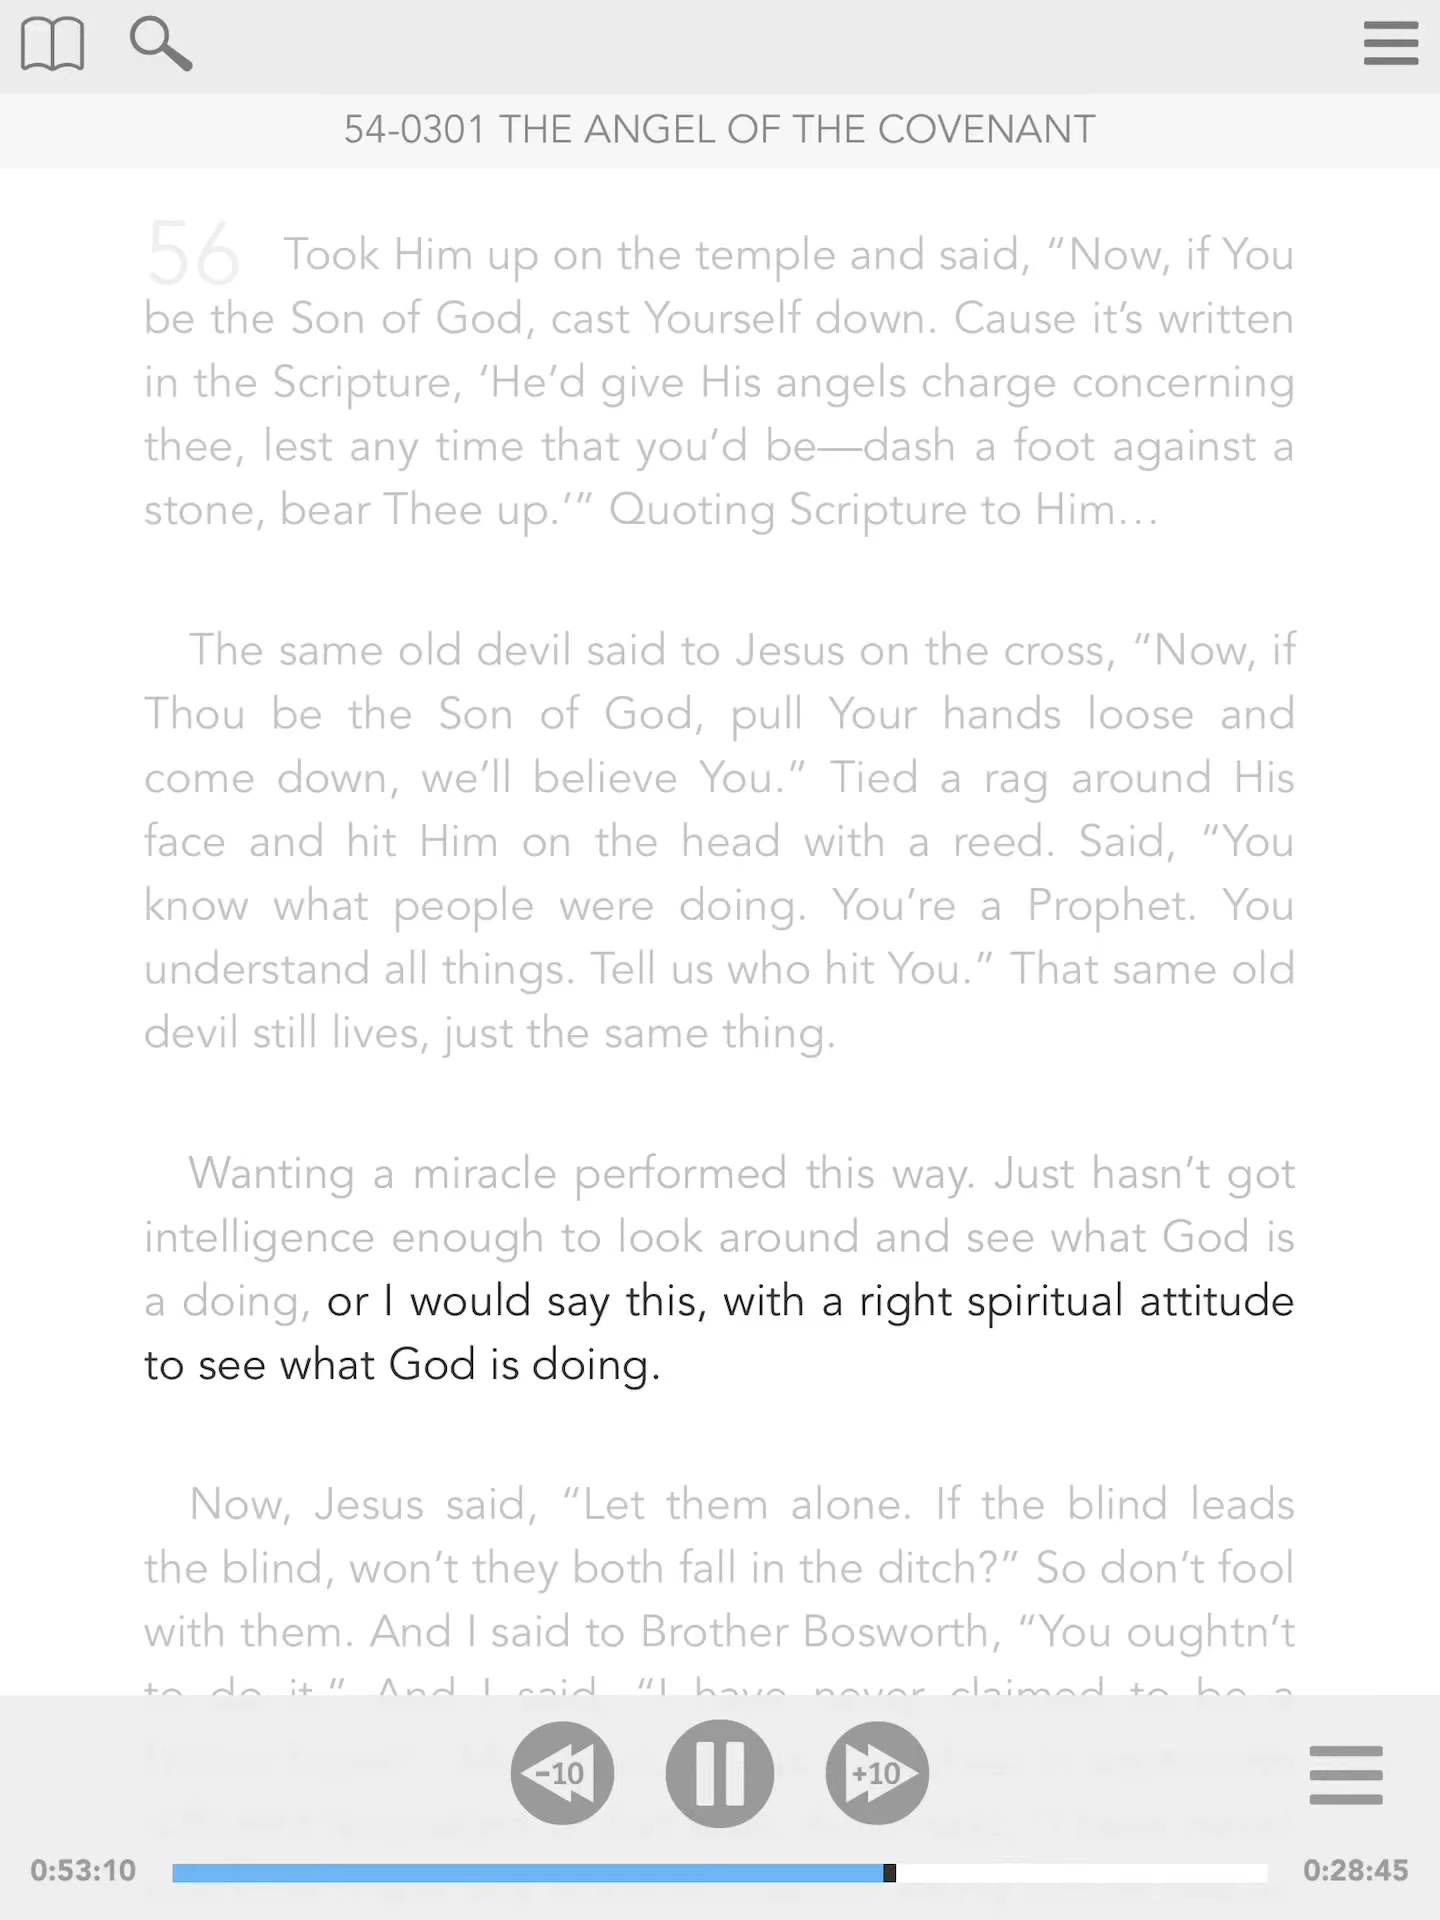 54-0301 THE ANGEL OF THE COVENANT
56 Took Him up on the temple and said, “Now, if You
be the Son of God, cast Yourself down. Cause it’s written
in the Scripture, ‘He’d give His angels charge concerning
thee, lest any time that you’d be—dash a foot against a
stone, bear Thee up.’” Quoting Scripture to Him…
The same old devil said to Jesus on the cross, “Now, if
Thou be the Son of God, pull Your hands loose and
come down, we’ll believe You.” Tied a rag around His
face and hit Him on the head with a reed. Said, “You
know what people were doing. You’re a Prophet. You
understand all things. Tell us who hit You.” That same old
devil still lives, just the same thing.
Wanting a miracle performed this way. Just hasn’t got
intelligence enough to look around and see what God is
a doing, or I would say this, with a right spiritual attitude
to see what God is doing.
Now, Jesus said, “Let them alone. If the blind leads
the blind, won’t they both fall in the ditch?” So don’t fool
with them. And I said to Brother Bosworth, “You oughtn’t
to do it.” And I said, “I have never claimed to be a
-10 +10
0:53:10 0:28:45